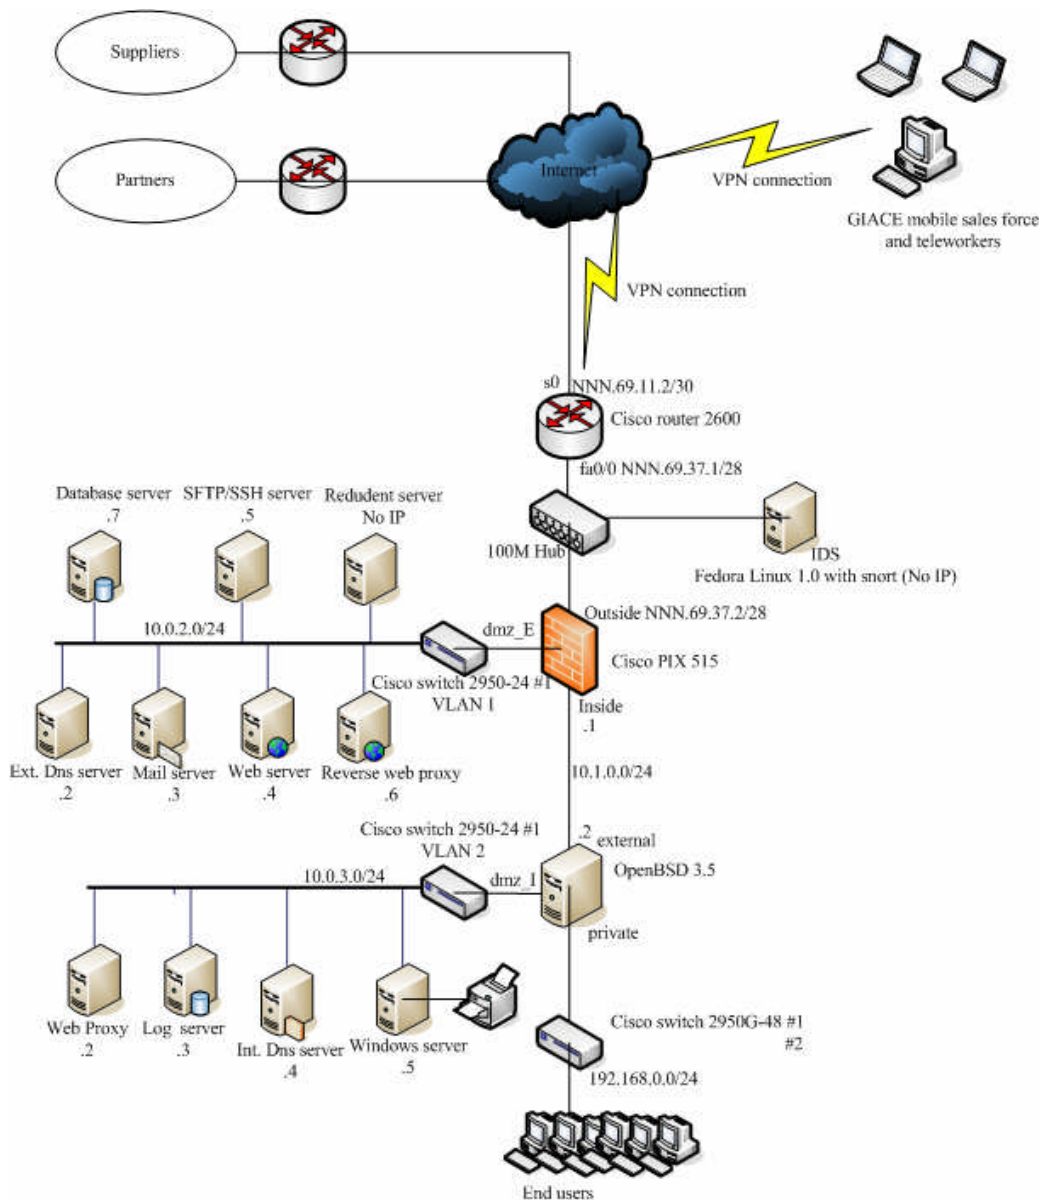 Suppliers
Partners
Internet
VPN connection
GIACE mobile sales force
and teleworkers
VPN connection
s0
NNN.69.11.2/30
Cisco router 2600
fa0/0 NNN.69.37.1/28
Database server
.7
SFTP/SSH server
.5
Redudent server
No IP
100M Hub
IDS
Fedora Linux 1.0 with snort (No IP)
Outside NNN.69.37.2/28
10.0.2.0/24
dmz_E
Cisco PIX 515
Cisco switch 2950-24 #1
VLAN 1
Inside
.1
Ext. Dns server
.2
Mail server
.3
Web server
.4
Reverse web proxy
.6
10.1.0.0/24
Cisco switch 2950-24 #1
VLAN 2
.2
external
OpenBSD 3.5
10.0.3.0/24
dmz_I
private
Web Proxy
.2
Log server
.3
Int. Dns server
.4
Windows server
.5
Cisco switch 2950G-48 #1
#2
192.168.0.0/24
End users